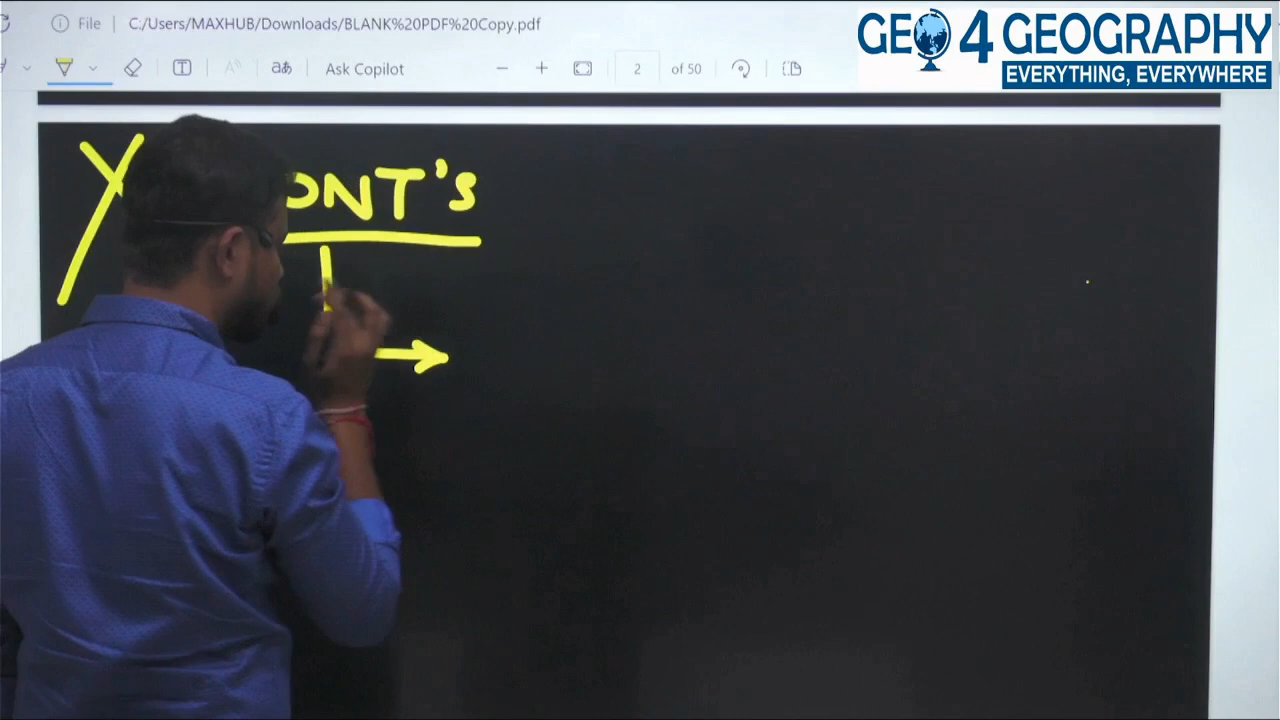 File C:/Users/MAXHUB/Downloads/BLANK%20PDF%20Copy.pdf
GEO 4 GEOGRAPHY
EVERYTHING, EVERYWHERE
Ask Copilot
2 of 50
X ONT's